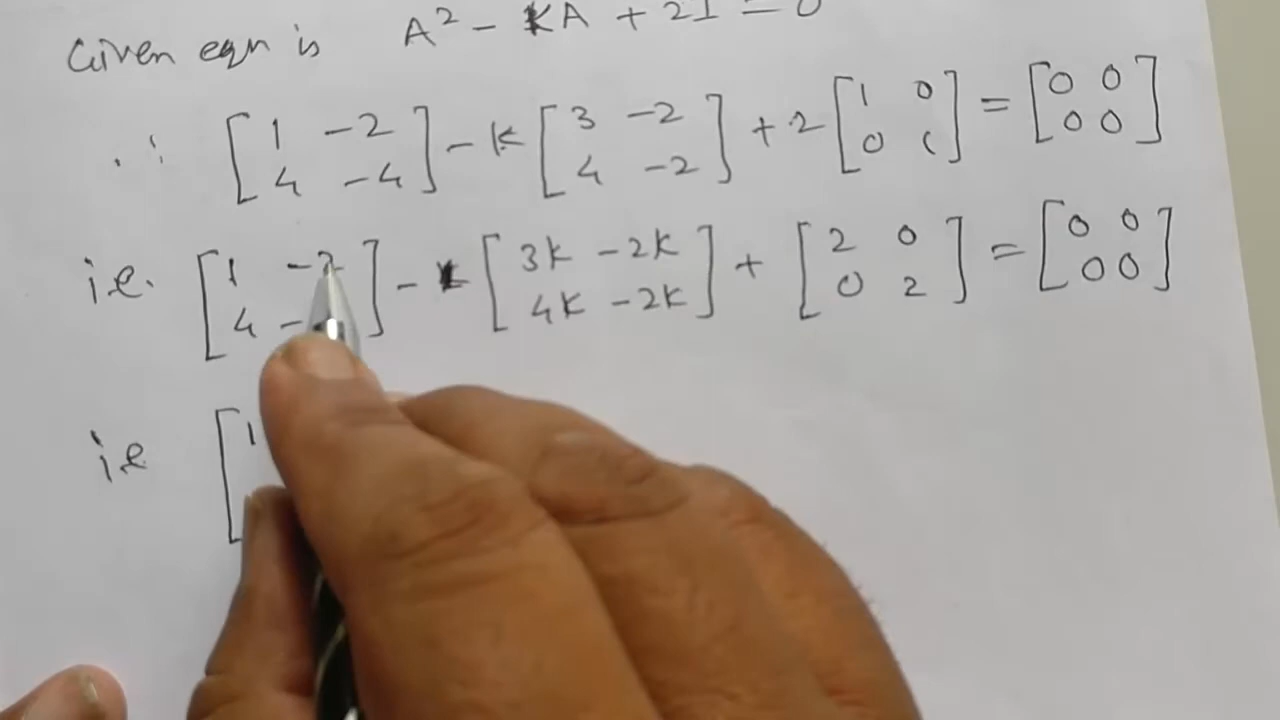 Given eqn is A² - KA + 2I = 0
∴ [1 -2; 4 -4] - K [3 -2; 4 -2] + 2 [1 0; 0 1] = [0 0; 0 0]
i.e. [1 -2; 4 -] - [3K -2K; 4K -2K] + [2 0; 0 2] = [0 0; 0 0]
i.e [1